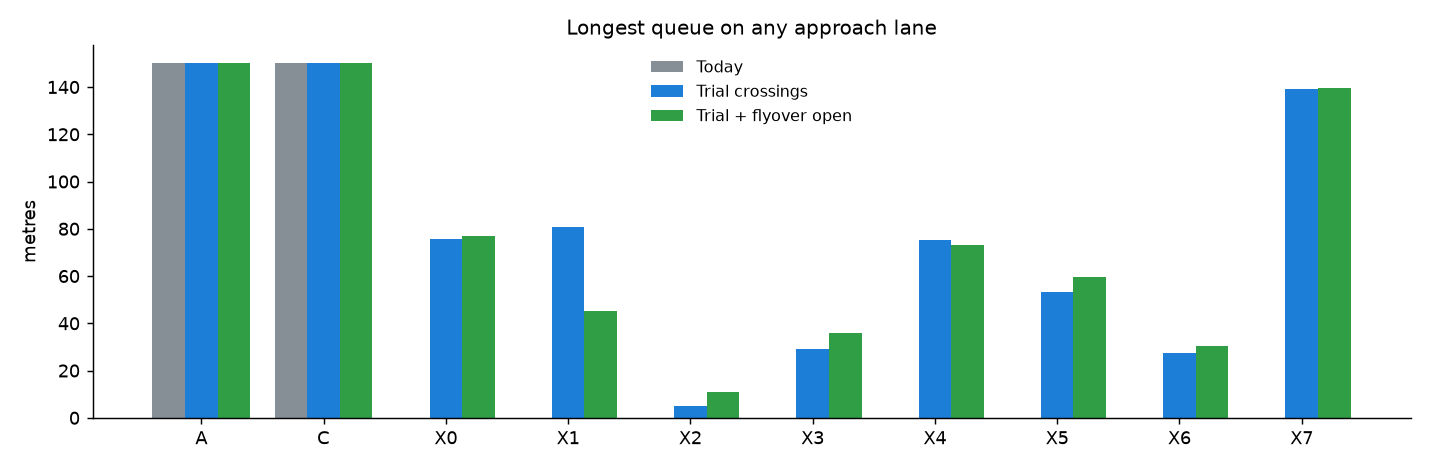 Longest queue on any approach lane
Today
Trial crossings
Trial + flyover open
metres
140
120
100
80
60
40
20
0
A C X0 X1 X2 X3 X4 X5 X6 X7